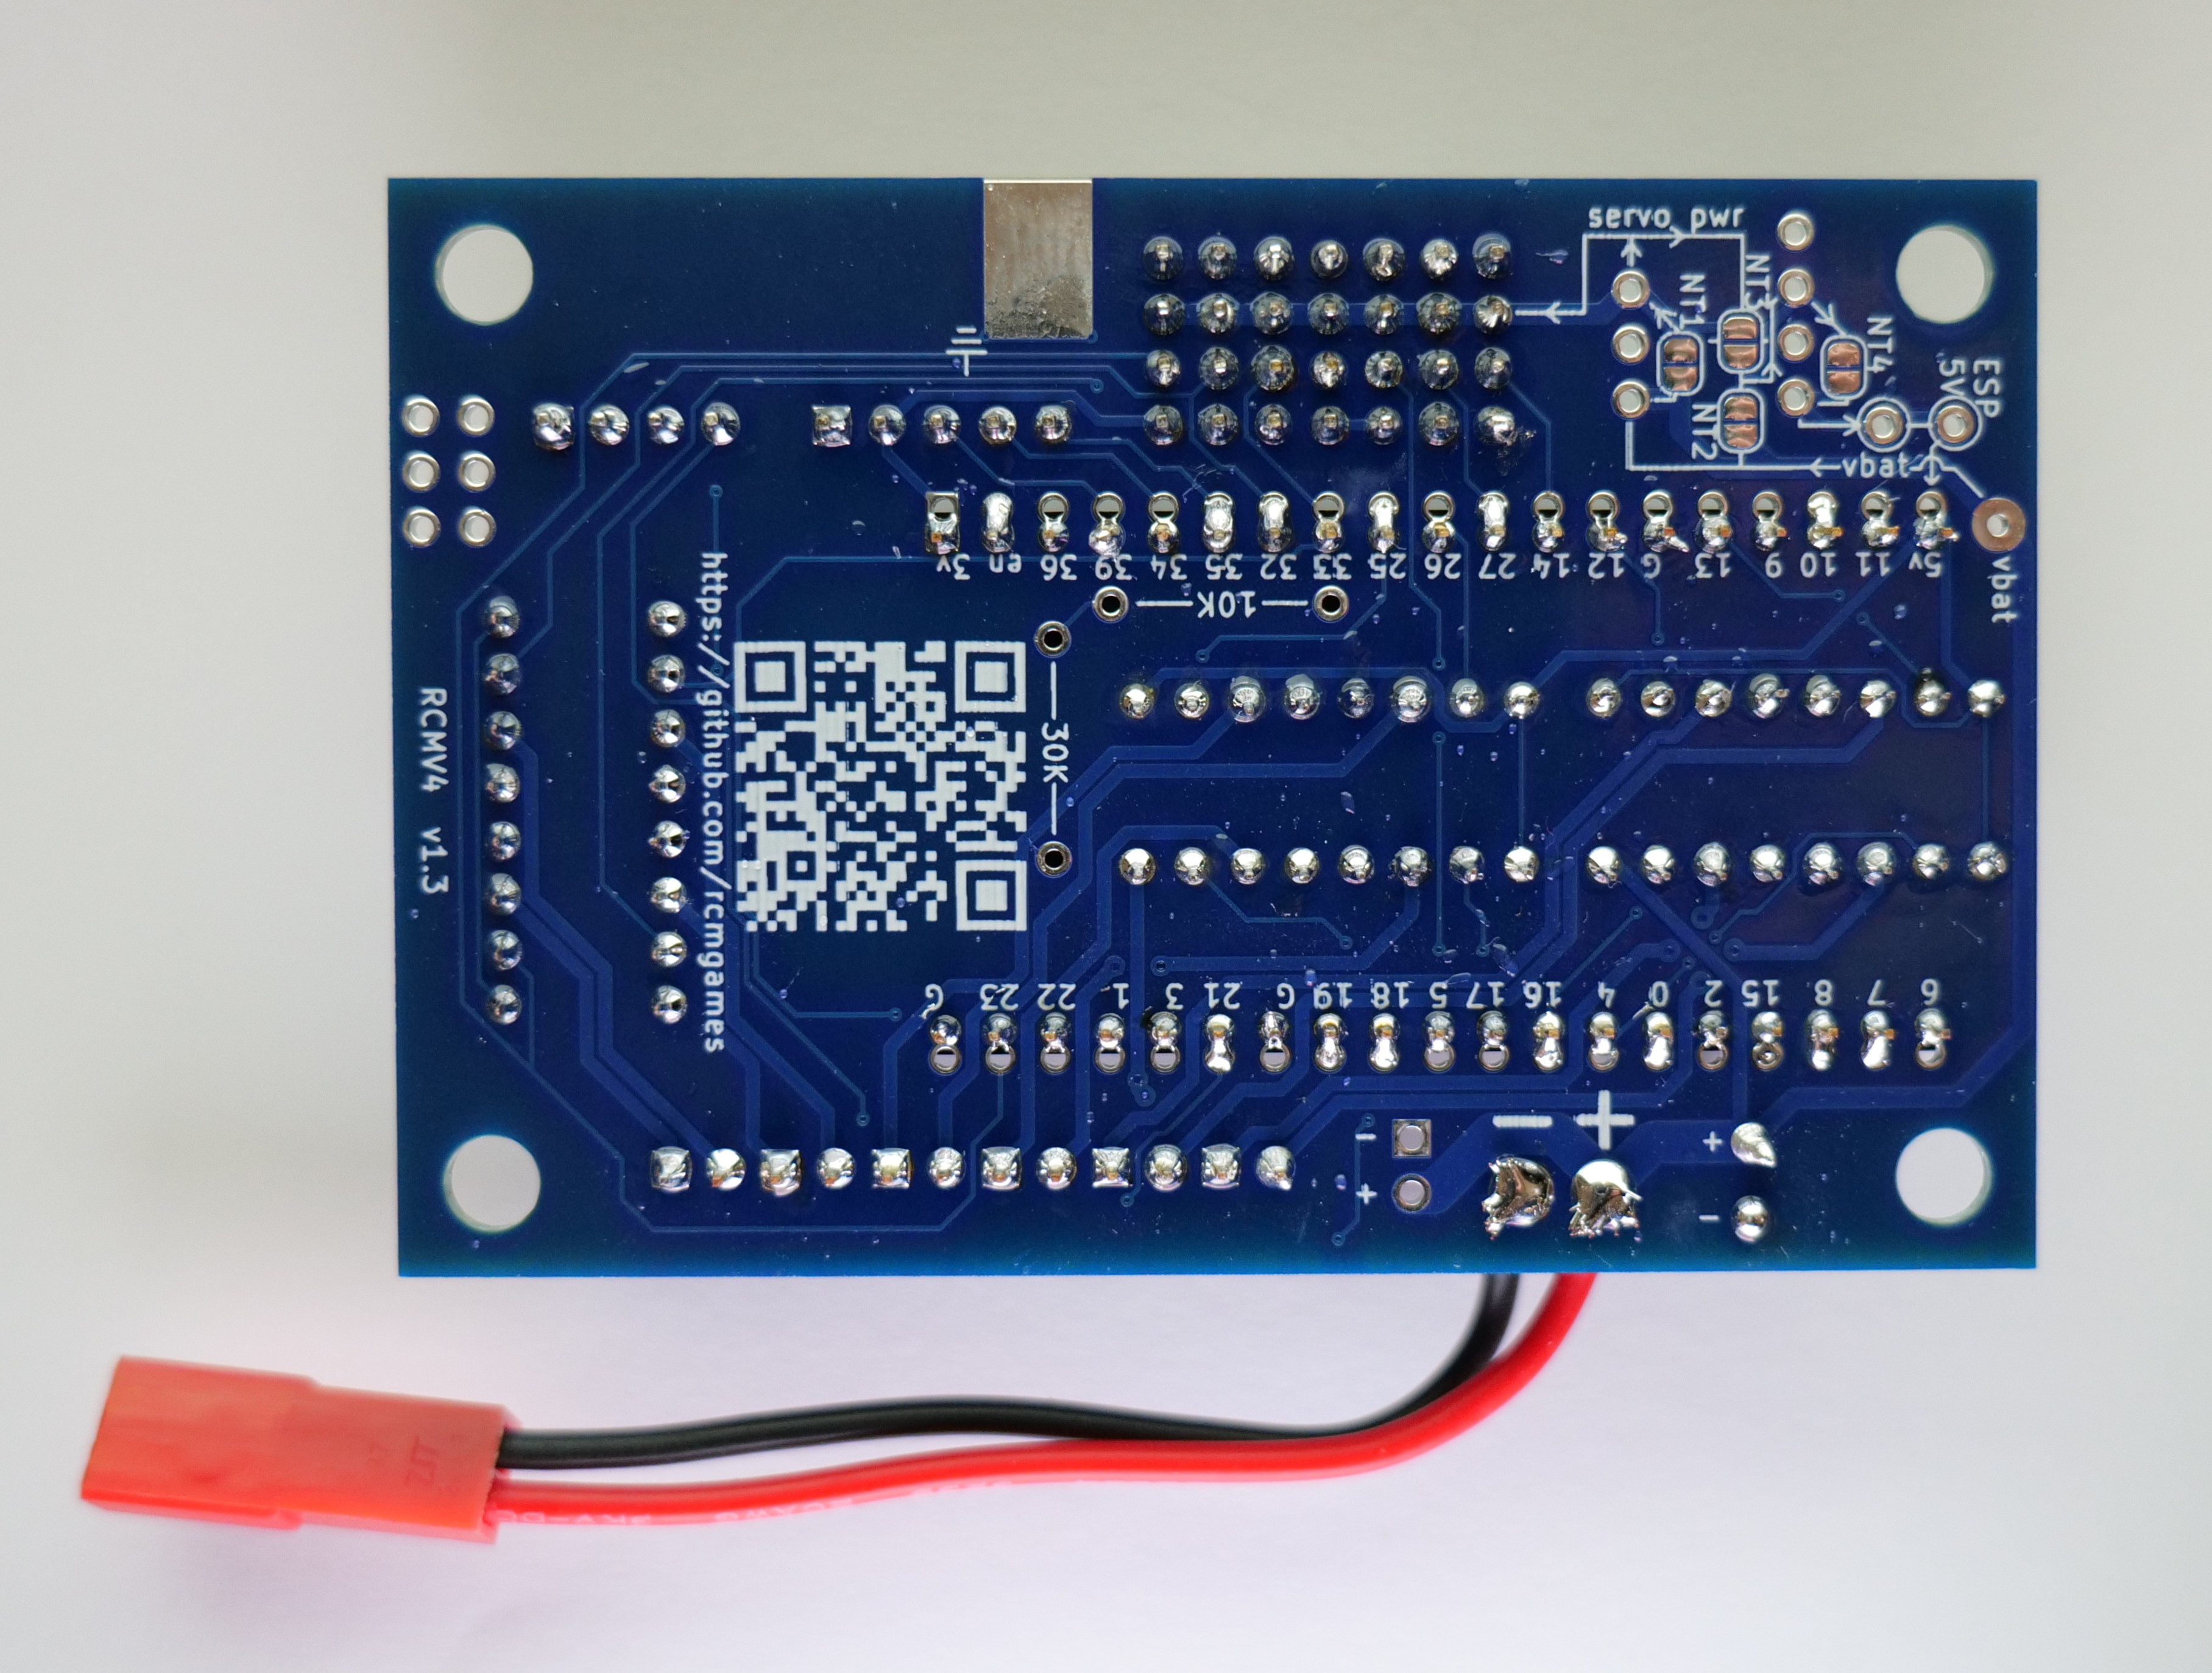 servo pwr
NT1
NT3
NT4
NT2
ESP
5V
vbat
vbat
3v en 36 39 34 35 32 33 25 26 27 14 12 G 13 9 10 11 5v
10K
30K
https://github.com/rcmgames
RCMV4 v1.3
G 23 22 1 3 21 G 19 18 5 17 16 4 0 2 15 8 7 6
- +
-
+
+
-